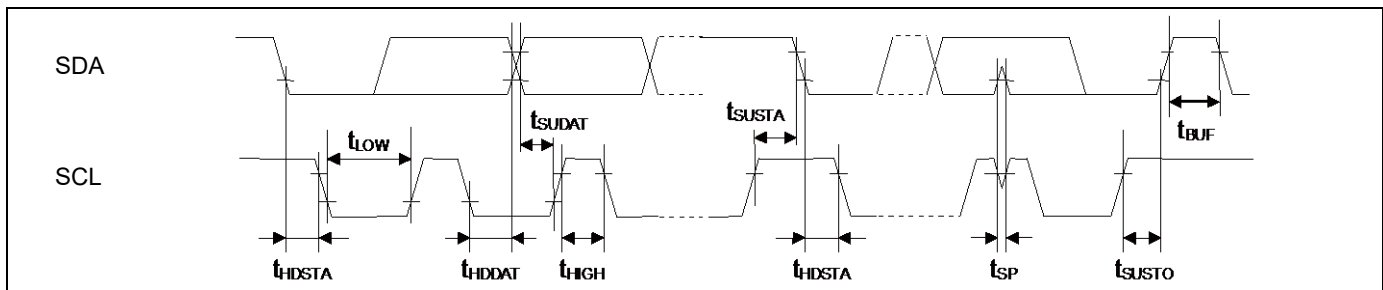 SDA
tSUDAT
tSUSTA
tBUF
tLOW
SCL
tHDSTA
tHDDAT
tHIGH
tHDSTA
tSP
tSUSTO